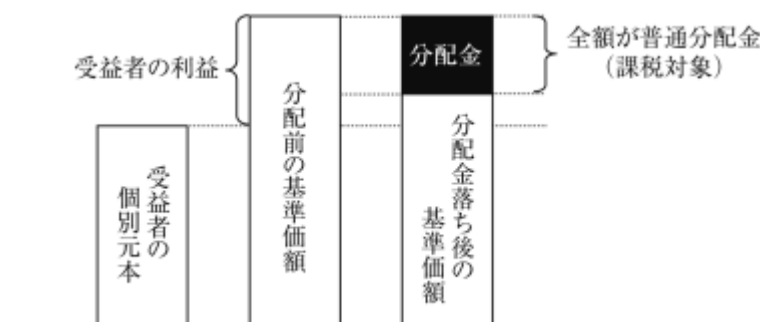 受益者の利益
分配前の基準価額
分配金
全額が普通分配金
（課税対象）
受益者の
個別元本
分配金落ち後の
基準価額